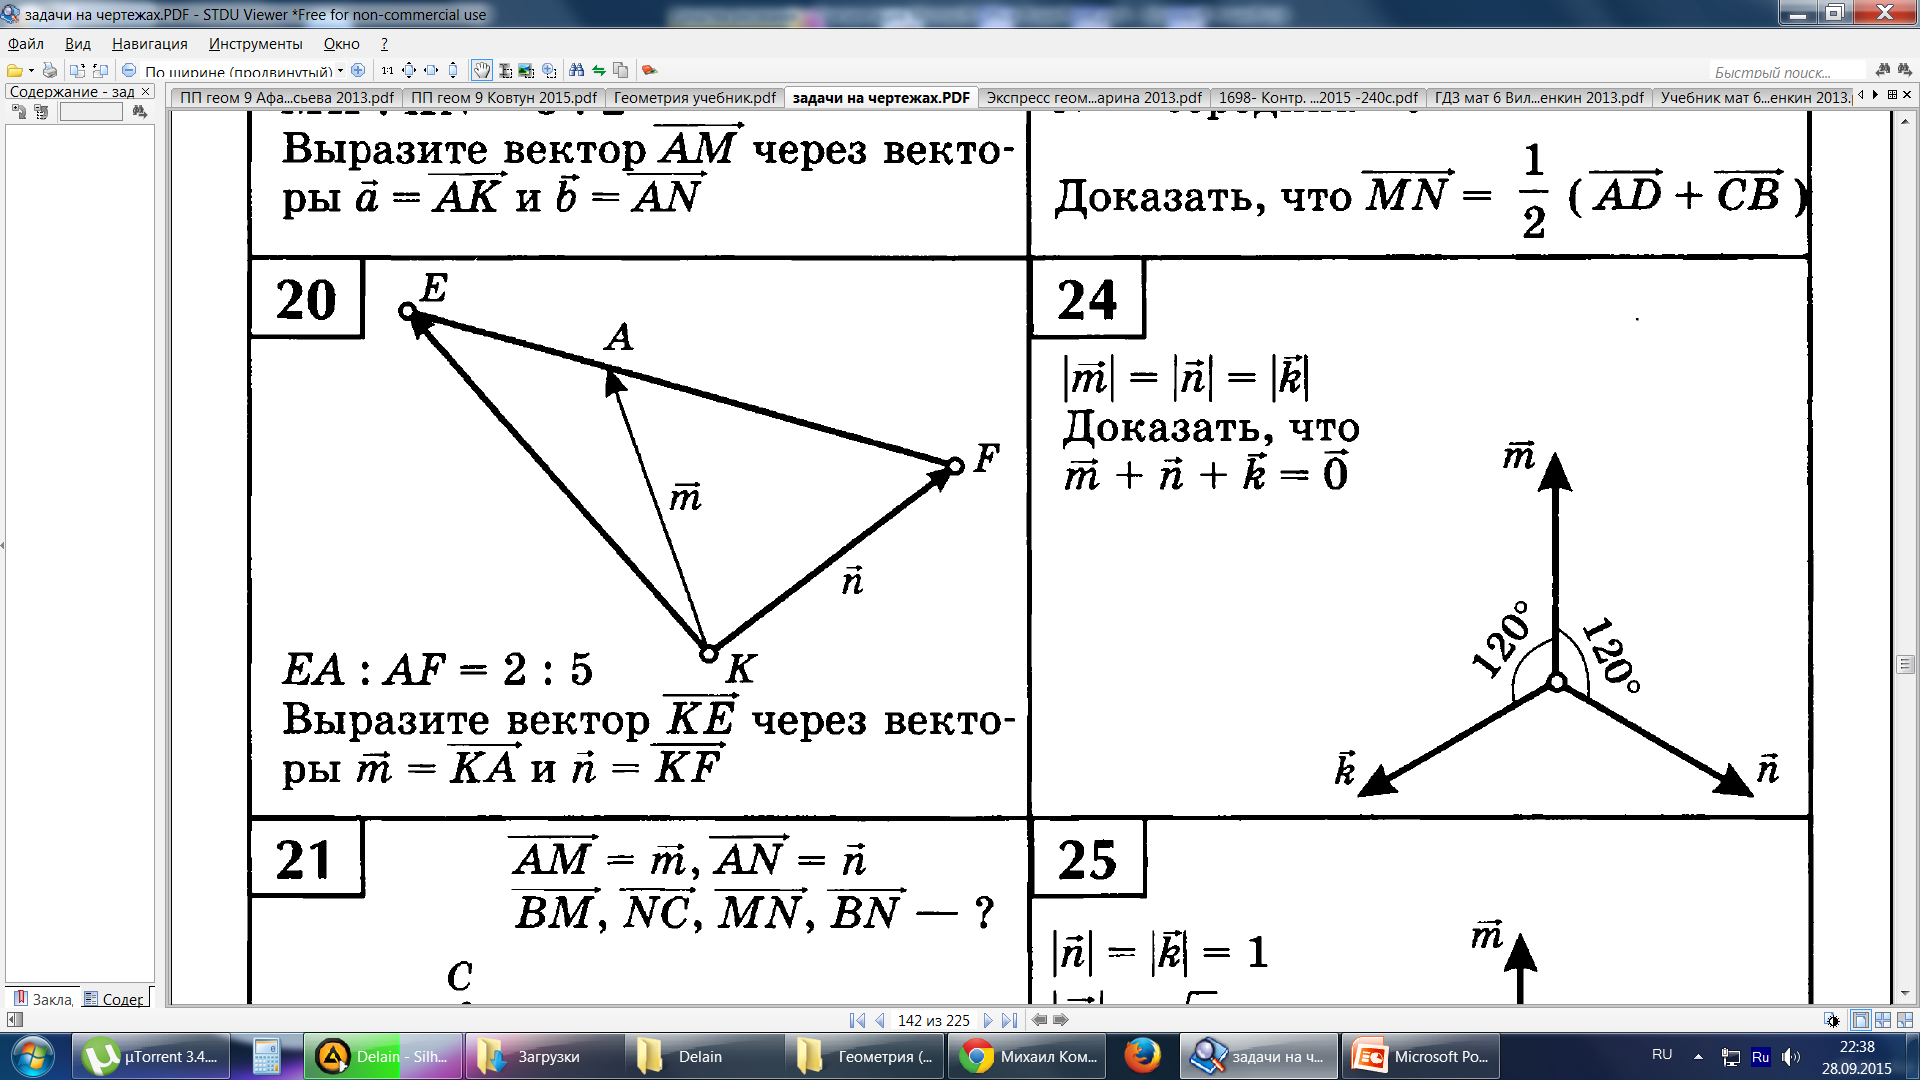 задачи на чертежах.PDF - STDU Viewer *Free for non-commercial use
Файл Вид Навигация Инструменты Окно ?
По ширине (продвинутый)
1:1
Быстрый поиск...
Содержание - зад
ПП геом 9 Афа...сьева 2013.pdf
ПП геом 9 Ковтун 2015.pdf
Геометрия учебник.pdf
задачи на чертежах.PDF
Экспресс геом...арина 2013.pdf
1698- Контр. ...2015 -240с.pdf
ГДЗ мат 6 Вил...енкин 2013.pdf
Учебник мат 6...енкин 2013.
Выразите вектор AM через векто-
ры a = AK и b = AN
Доказать, что MN = 1/2 ( AD + CB )
20
E
A
F
m
n
K
EA : AF = 2 : 5
Выразите вектор KE через векто-
ры m = KA и n = KF
24
|m| = |n| = |k|
Доказать, что
m + n + k = 0
m
120° 120°
k
n
21
AM = m, AN = n
BM, NC, MN, BN — ?
C
25
|n| = |k| = 1
m
Закла, Содер
142 из 225
µTorrent 3.4....
Delain - Silh...
Загрузки
Delain
Геометрия (...
Михаил Ком...
задачи на ч...
Microsoft Po...
RU
Ru
22:38
28.09.2015